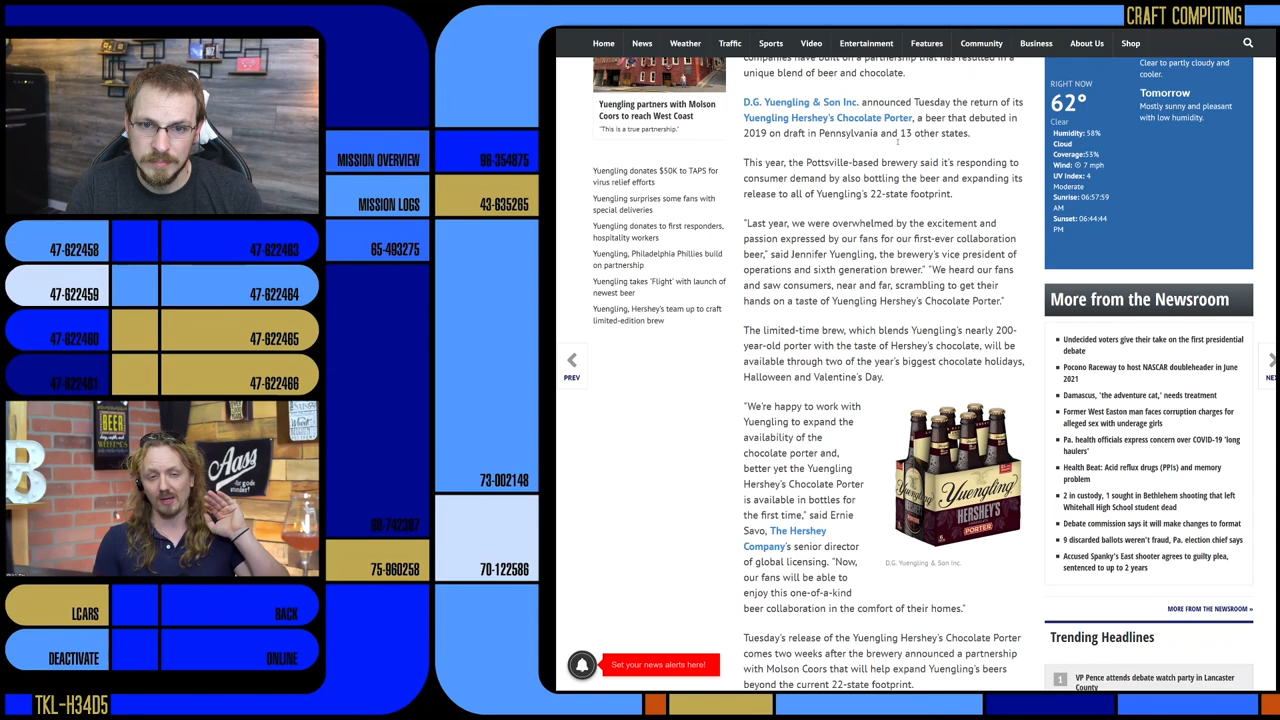 CRAFT COMPUTING
MISSION OVERVIEW
98-354875
MISSION LOGS
43-635265
47-622458
47-622463
65-493275
47-622459
47-622464
47-622460
47-622465
47-622461
47-622466
BEER
Aass
73-002148
75-960258
70-122586
LCARS
BACK
DEACTIVATE
ONLINE
TKL-H34D5
Home News Weather Traffic Sports Video Entertainment Features Community Business About Us Shop
Yuengling partners with Molson
Coors to reach West Coast
"This is a true partnership."
Yuengling donates $50K to TAPS for
virus relief efforts
Yuengling surprises some fans with
special deliveries
Yuengling donates to first responders,
hospitality workers
Yuengling, Philadelphia Phillies build
on partnership
Yuengling takes 'Flight' with launch of
newest beer
Yuengling, Hershey's team up to craft
limited-edition brew
PREV
companies have built on a partnership that has resulted in a
unique blend of beer and chocolate.
D.G. Yuengling & Son Inc. announced Tuesday the return of its
Yuengling Hershey's Chocolate Porter, a beer that debuted in
2019 on draft in Pennsylvania and 13 other states.
This year, the Pottsville-based brewery said it's responding to
consumer demand by also bottling the beer and expanding its
release to all of Yuengling's 22-state footprint.
"Last year, we were overwhelmed by the excitement and
passion expressed by our fans for our first-ever collaboration
beer," said Jennifer Yuengling, the brewery's vice president of
operations and sixth generation brewer." "We heard our fans
and saw consumers, near and far, scrambling to get their
hands on a taste of Yuengling Hershey's Chocolate Porter."
The limited-time brew, which blends Yuengling's nearly 200-
year-old porter with the taste of Hershey's chocolate, will be
available through two of the year's biggest chocolate holidays,
Halloween and Valentine's Day.
"We're happy to work with
Yuengling to expand the
availability of the
chocolate porter and,
better yet the Yuengling
Hershey's Chocolate Porter
is available in bottles for
the first time," said Ernie
Savo, The Hershey
Company's senior director
of global licensing. "Now,
our fans will be able to
enjoy this one-of-a-kind
beer collaboration in the comfort of their homes."
Yuengling
HERSHEY'S
PORTER
D.G. Yuengling & Son Inc.
Tuesday's release of the Yuengling Hershey's Chocolate Porter
comes two weeks after the brewery announced a partnership
with Molson Coors that will help expand Yuengling's beers
beyond the current 22-state footprint.
Set your news alerts here!
RIGHT NOW
62°
Clear
Humidity: 58%
Cloud
Coverage:53%
Wind: 7 mph
UV Index: 4
Moderate
Sunrise: 06:57:59
AM
Sunset: 06:44:44
PM
Clear to partly cloudy and
cooler.
Tomorrow
Mostly sunny and pleasant
with low humidity.
More from the Newsroom
Undecided voters give their take on the first presidential
debate
Pocono Raceway to host NASCAR doubleheader in June
2021
Damascus, 'the adventure cat,' needs treatment
Former West Easton man faces corruption charges for
alleged sex with underage girls
Pa. health officials express concern over COVID-19 'long
haulers'
Health Beat: Acid reflux drugs (PPIs) and memory
problem
2 in custody, 1 sought in Bethlehem shooting that left
Whitehall High School student dead
Debate commission says it will make changes to format
9 discarded ballots weren't fraud, Pa. election chief says
Accused Spanky's East shooter agrees to guilty plea,
sentenced to up to 2 years
MORE FROM THE NEWSROOM »
Trending Headlines
1 VP Pence attends debate watch party in Lancaster
County